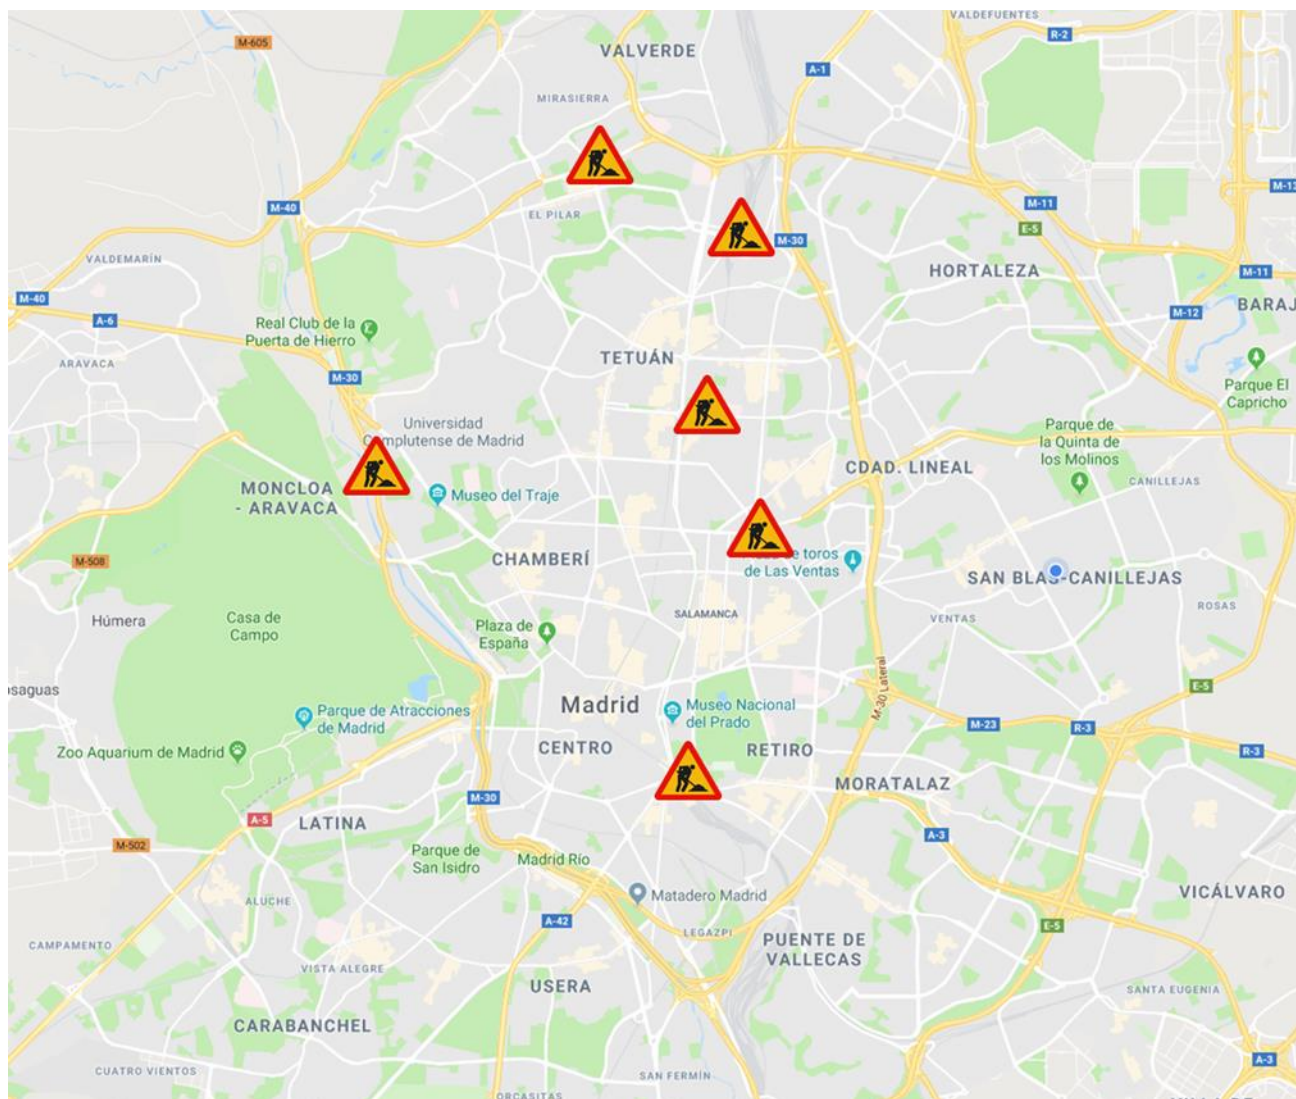 VALDEFUENTES
M-605
R-2
VALVERDE
A-1
MIRASIERRA
M-13
M-40
EL PILAR
M-11
E-5
M-30
VALDEMARÍN
HORTALEZA
M-11
M-40
A-6
M-12
BARAJ
Real Club de la
Puerta de Hierro
TETUÁN
ARAVACA
M-30
Parque El
Capricho
Universidad
Complutense de Madrid
Parque de
la Quinta de
los Molinos
CDAD. LINEAL
CANILLEJAS
MONCLOA
- ARAVACA
Museo del Traje
CHAMBERÍ
de toros
de Las Ventas
M-508
SAN BLAS-CANILLEJAS
Casa de
Campo
Húmera
SALAMANCA
VENTAS
ROSAS
Plaza de
España
M-30 Lateral
E-5
osaguas
Madrid
Museo Nacional
del Prado
Parque de Atracciones
de Madrid
M-23
R-3
R-3
Zoo Aquarium de Madrid
CENTRO
RETIRO
MORATALAZ
M-30
A-5
LATINA
A-3
M-502
Parque de
San Isidro
Madrid Río
Matadero Madrid
VICÁLVARO
ALUCHE
A-42
E-5
LEGAZPI
CAMPAMENTO
PUENTE DE
VALLECAS
VISTA ALEGRE
USERA
SANTA EUGENIA
CARABANCHEL
A-3
CUATRO VIENTOS
SAN FERMÍN
ORCASITAS